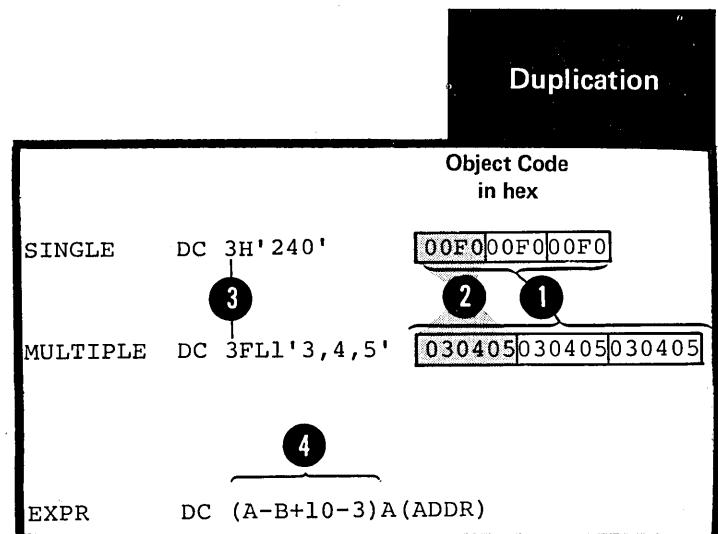 Duplication
Object Code
in hex
SINGLE DC 3H'240' 00F0 00F0 00F0
3 2 1
MULTIPLE DC 3FL1'3,4,5' 030405 030405 030405
4
EXPR DC (A-B+10-3)A(ADDR)